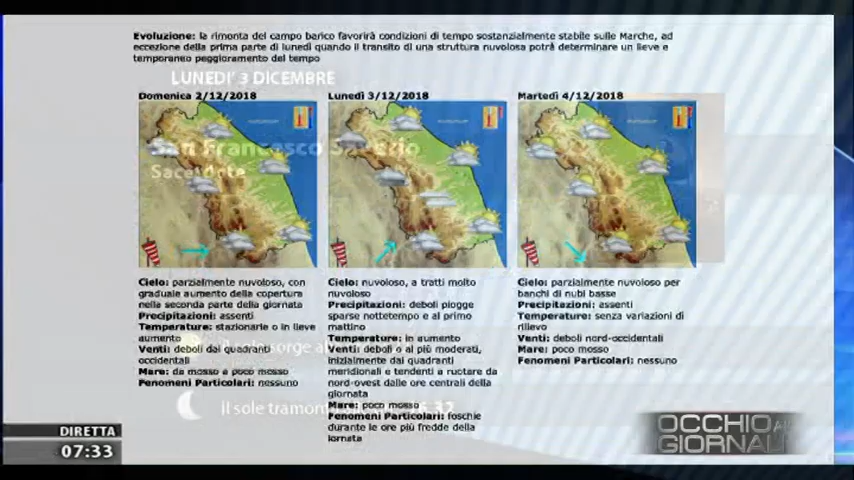 Evoluzione: la rimonta del campo barico favorirà condizioni di tempo sostanzialmente stabile sulle Marche, ad
eccezione della prima parte di lunedì quando il transito di una struttura nuvolosa potrà determinare un lieve e
temporaneo peggioramento del tempo
LUNEDI' 3 DICEMBRE
Domenica 2/12/2018
Lunedì 3/12/2018
Martedì 4/12/2018
San Francesco Saverio
Sacerdote
Cielo: parzialmente nuvoloso, con
graduale aumento della copertura
nella seconda parte della giornata
Precipitazioni: assenti
Temperature: stazionarie o in lieve
aumento
Venti: deboli dai quadranti
occidentali
Mare: da mosso a poco mosso
Fenomeni Particolari: nessuno
Cielo: nuvoloso, a tratti molto
nuvoloso
Precipitazioni: deboli piogge
sparse nottetempo e al primo
mattino
Temperature: in aumento
Venti: deboli o al più moderati,
inizialmente dai quadranti
meridionali e tendenti a ruotare da
nord-ovest dalle ore centrali della
giornata
Mare: poco mosso
Fenomeni Particolari: foschie
durante le ore più fredde della
iornata
Cielo: parzialmente nuvoloso per
banchi di nubi basse
Precipitazioni: assenti
Temperature: senza variazioni di
rilievo
Venti: deboli nord-occidentali
Mare: poco mosso
Fenomeni Particolari: nessuno
il sole sorge
il sole tramonta
DIRETTA
07:33
OCCHIO AI
GIORNALI